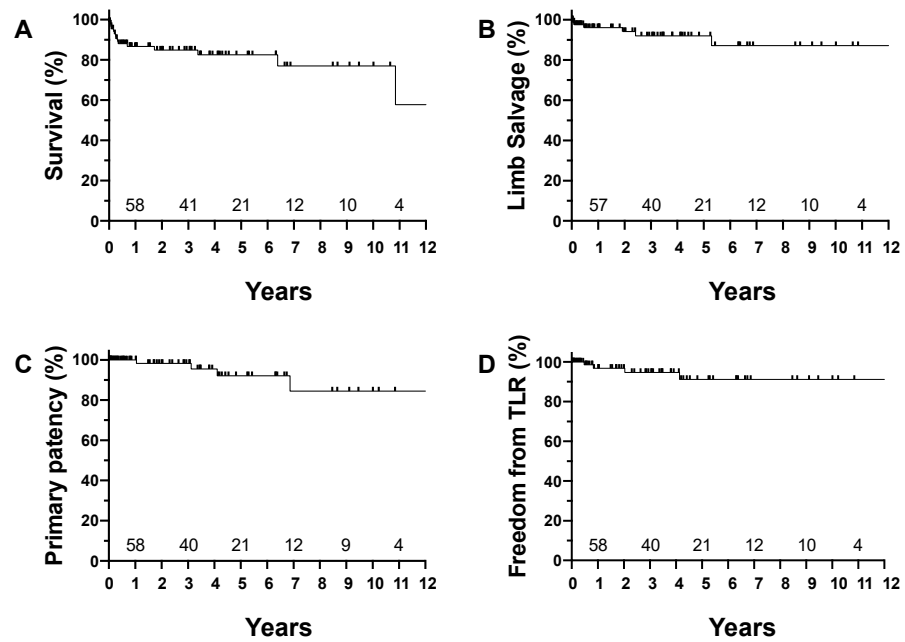 A
Survival (%)
100
80
60
40
20
0
58 41 21 12 10 4
0 1 2 3 4 5 6 7 8 9 10 11 12
Years
B
Limb Salvage (%)
100
80
60
40
20
0
57 40 21 12 10 4
0 1 2 3 4 5 6 7 8 9 10 11 12
Years
C
Primary patency (%)
100
80
60
40
20
0
58 40 21 12 9 4
0 1 2 3 4 5 6 7 8 9 10 11 12
Years
D
Freedom from TLR (%)
100
80
60
40
20
0
58 40 21 12 10 4
0 1 2 3 4 5 6 7 8 9 10 11 12
Years